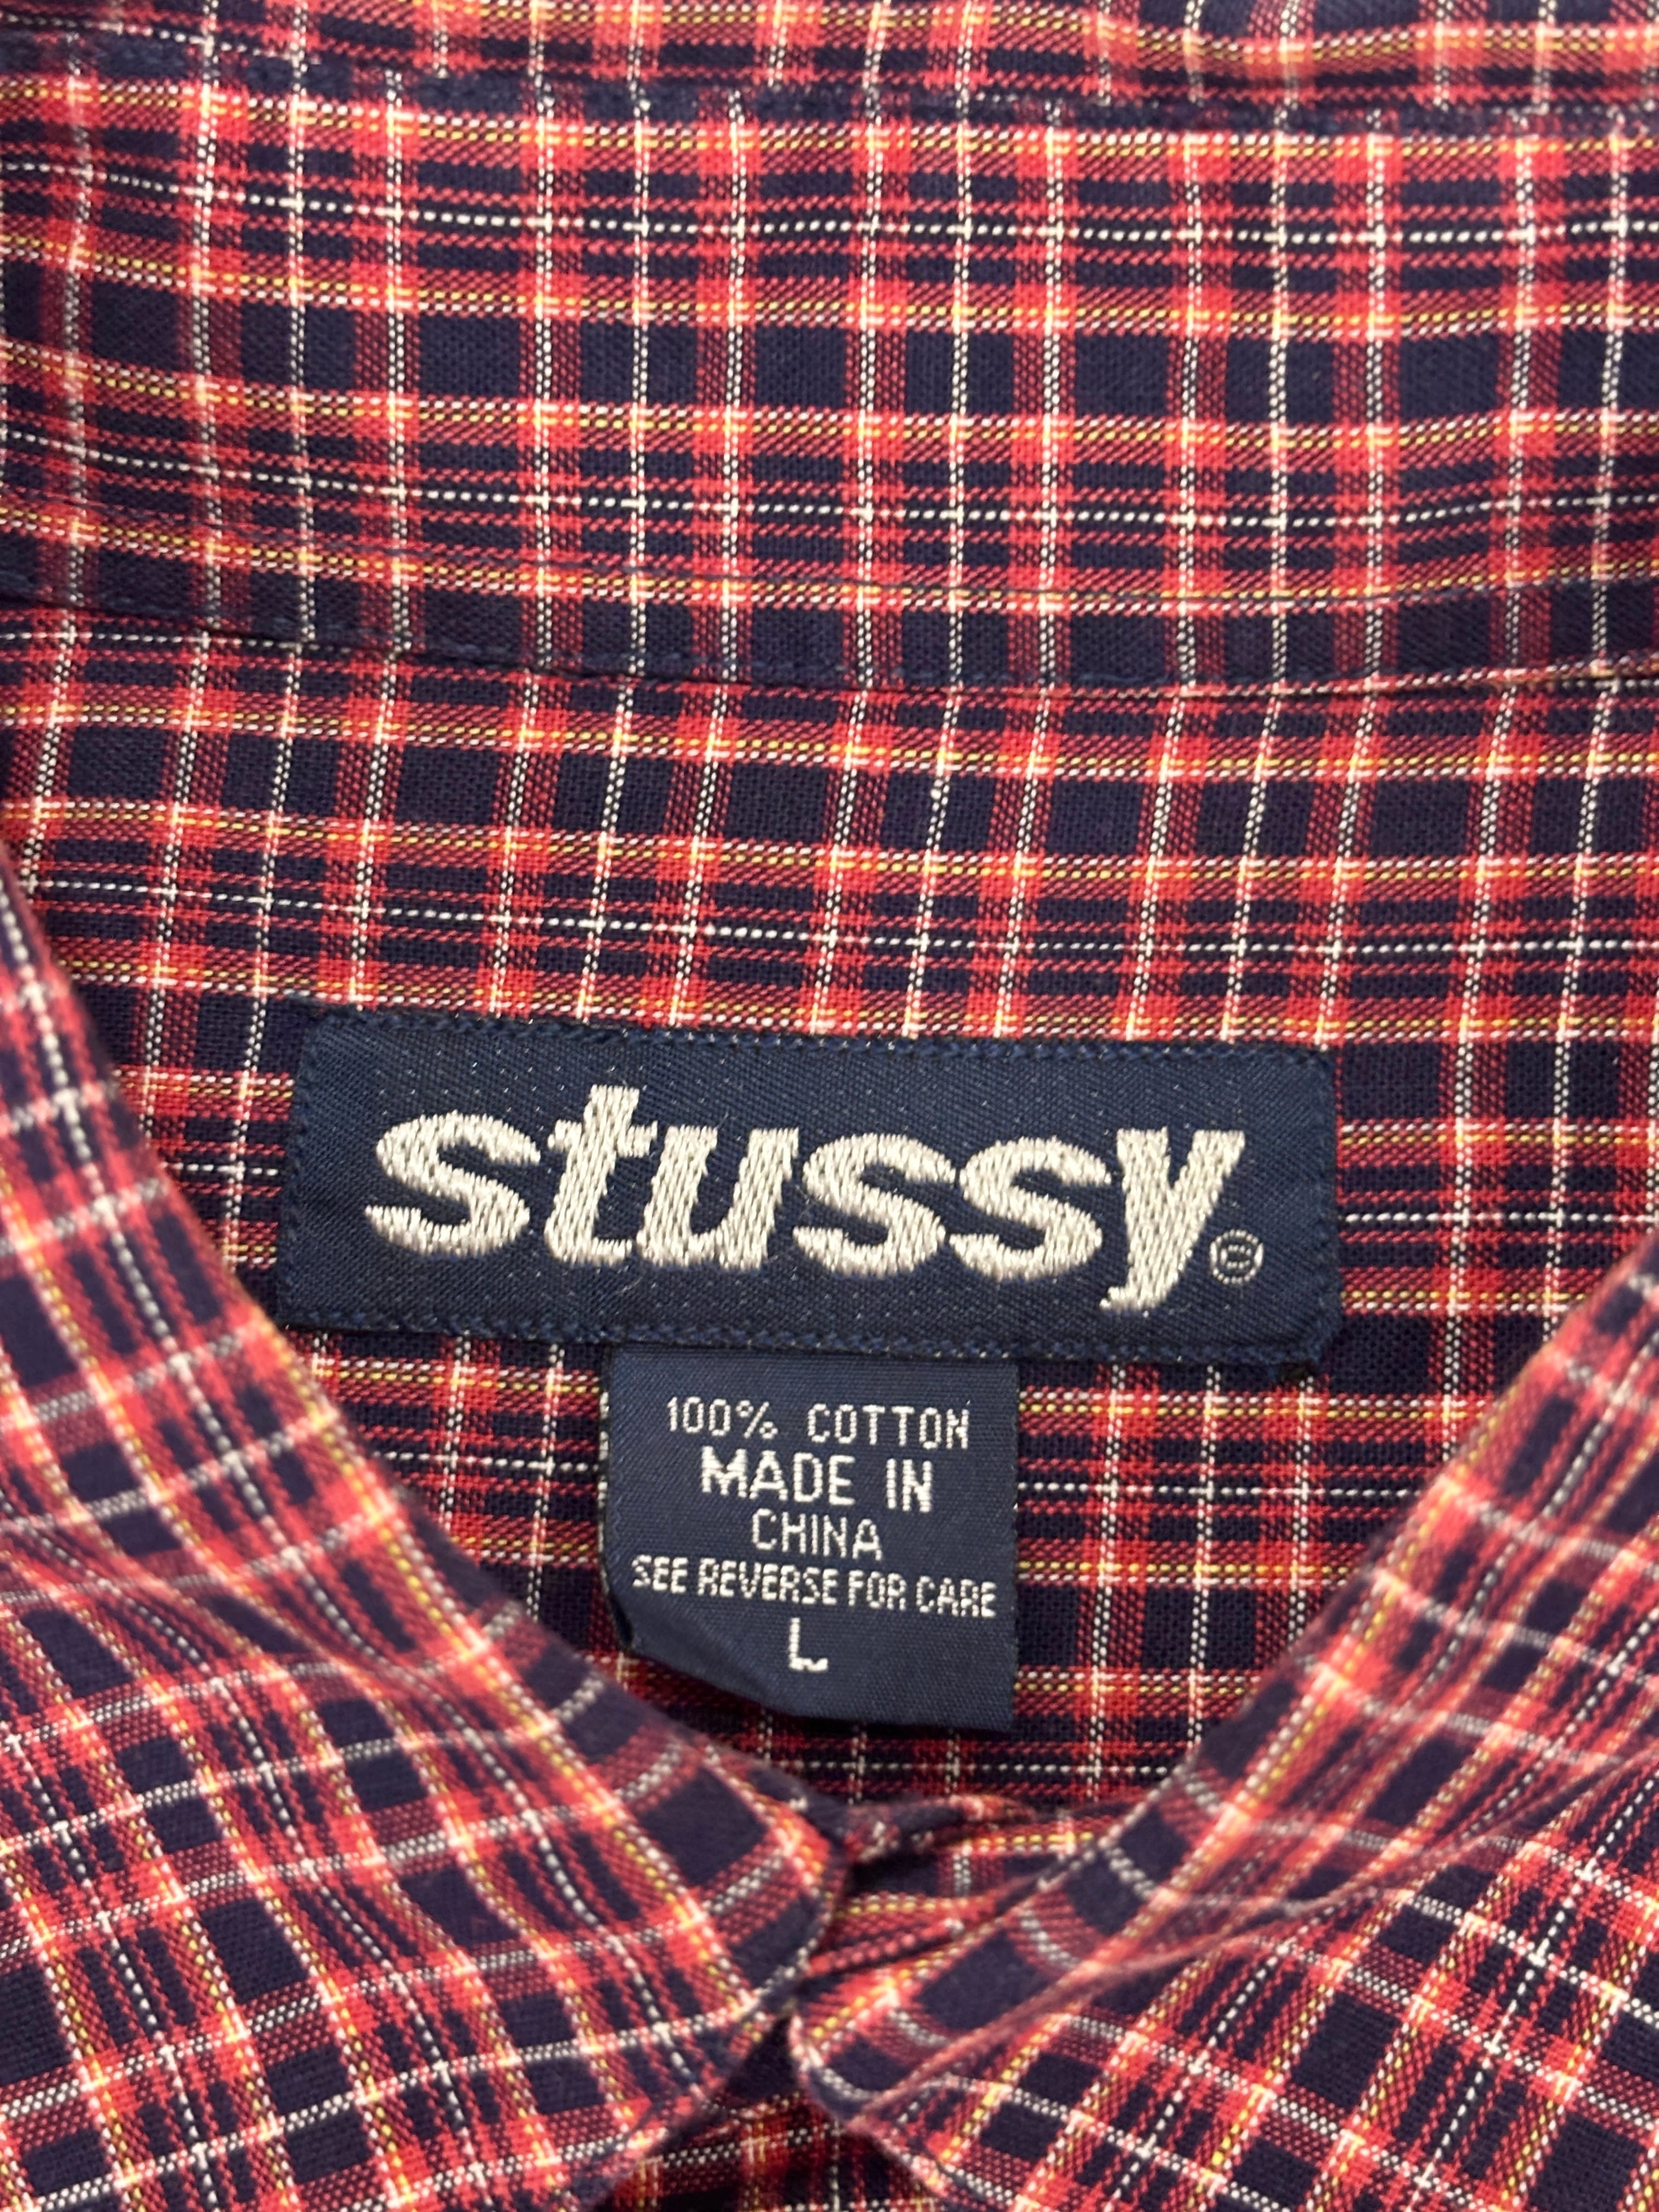 stussy®
100% COTTON
MADE IN
CHINA
SEE REVERSE FOR CARE
L